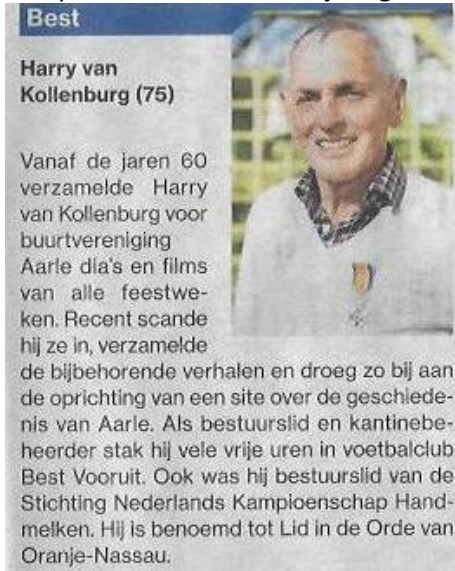 Best
Harry van
Kollenburg (75)
Vanaf de jaren 60
verzamelde Harry
van Kollenburg voor
buurtvereniging
Aarle dia's en films
van alle feestwe-
ken. Recent scande
hij ze in, verzamelde
de bijbehorende verhalen en droeg zo bij aan
de oprichting van een site over de geschiede-
nis van Aarle. Als bestuurslid en kantinebe-
heerder stak hij vele vrije uren in voetbalclub
Best Vooruit. Ook was hij bestuurslid van de
Stichting Nederlands Kampioenschap Hand-
melken. Hij is benoemd tot Lid in de Orde van
Oranje-Nassau.